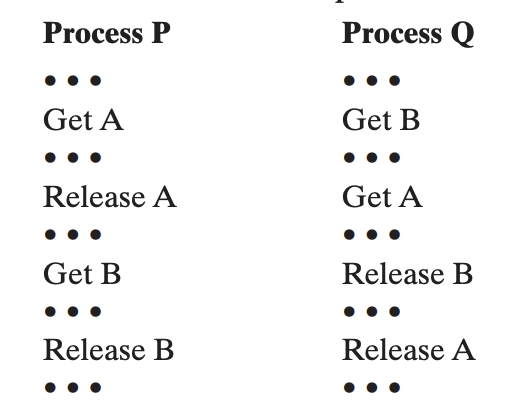 Process P Process Q
• • • • • •
Get A Get B
• • • • • •
Release A Get A
• • • • • •
Get B Release B
• • • • • •
Release B Release A
• • • • • •